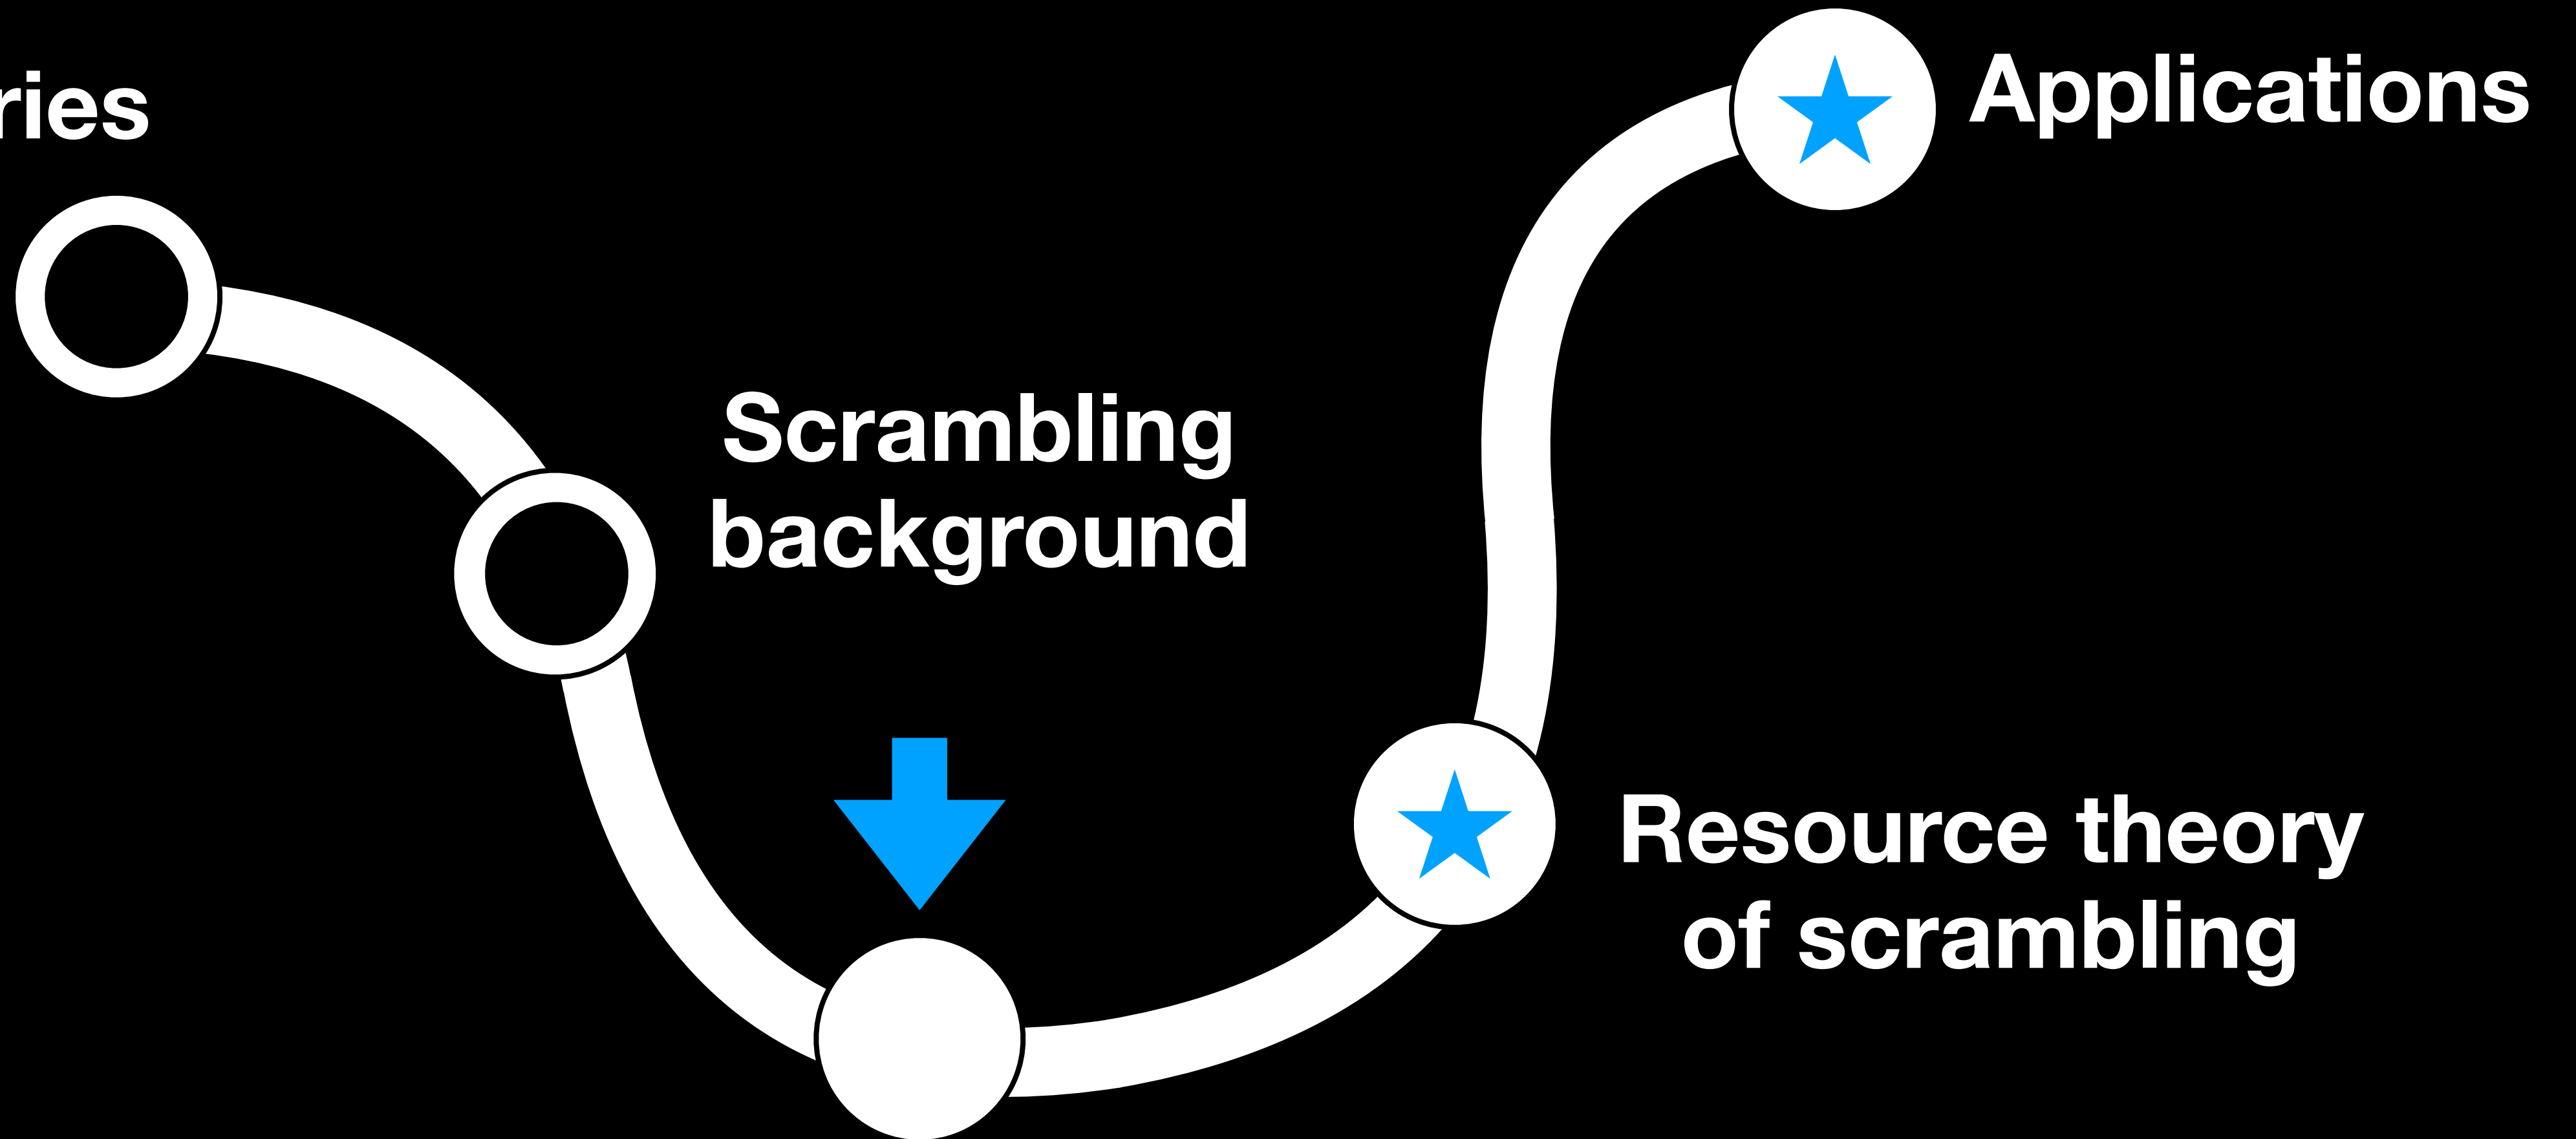 ries
Applications
Scrambling
background
Resource theory
of scrambling